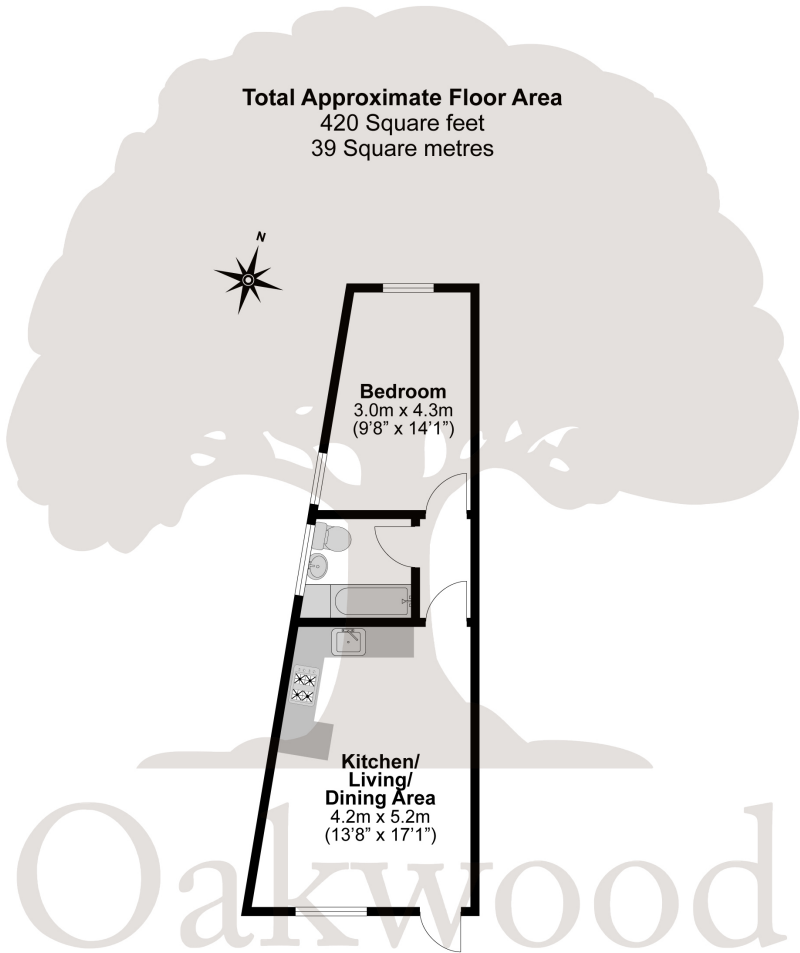 Total Approximate Floor Area
420 Square feet
39 Square metres
N
Bedroom
3.0m x 4.3m
(9’8” x 14’1”)
Kitchen/
Living/
Dining Area
4.2m x 5.2m
(13’8” x 17’1”)
Oakwood